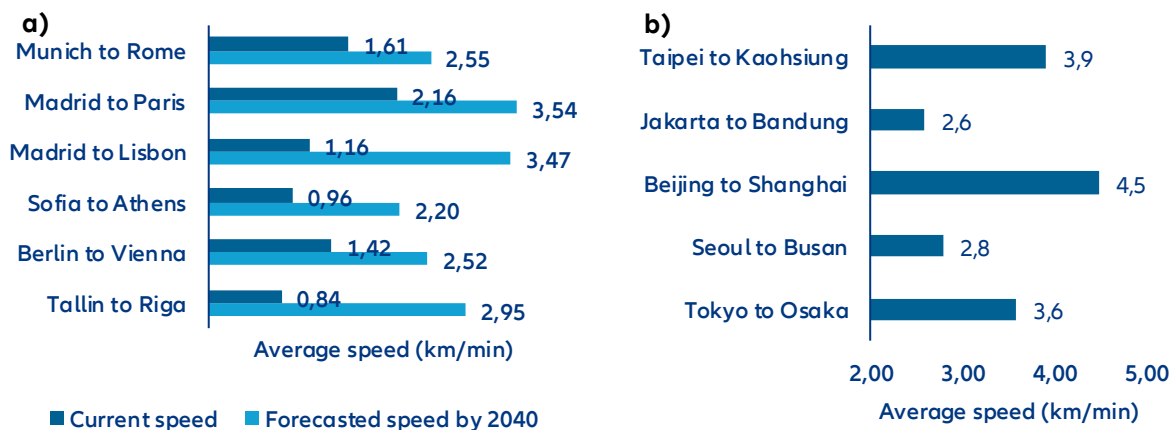 a)
Munich to Rome 1,61 2,55
Madrid to Paris 2,16 3,54
Madrid to Lisbon 1,16 3,47
Sofia to Athens 0,96 2,20
Berlin to Vienna 1,42 2,52
Tallin to Riga 0,84 2,95
Average speed (km/min)
Current speed Forecasted speed by 2040
b)
Taipei to Kaohsiung 3,9
Jakarta to Bandung 2,6
Beijing to Shanghai 4,5
Seoul to Busan 2,8
Tokyo to Osaka 3,6
2,00 3,00 4,00 5,00
Average speed (km/min)